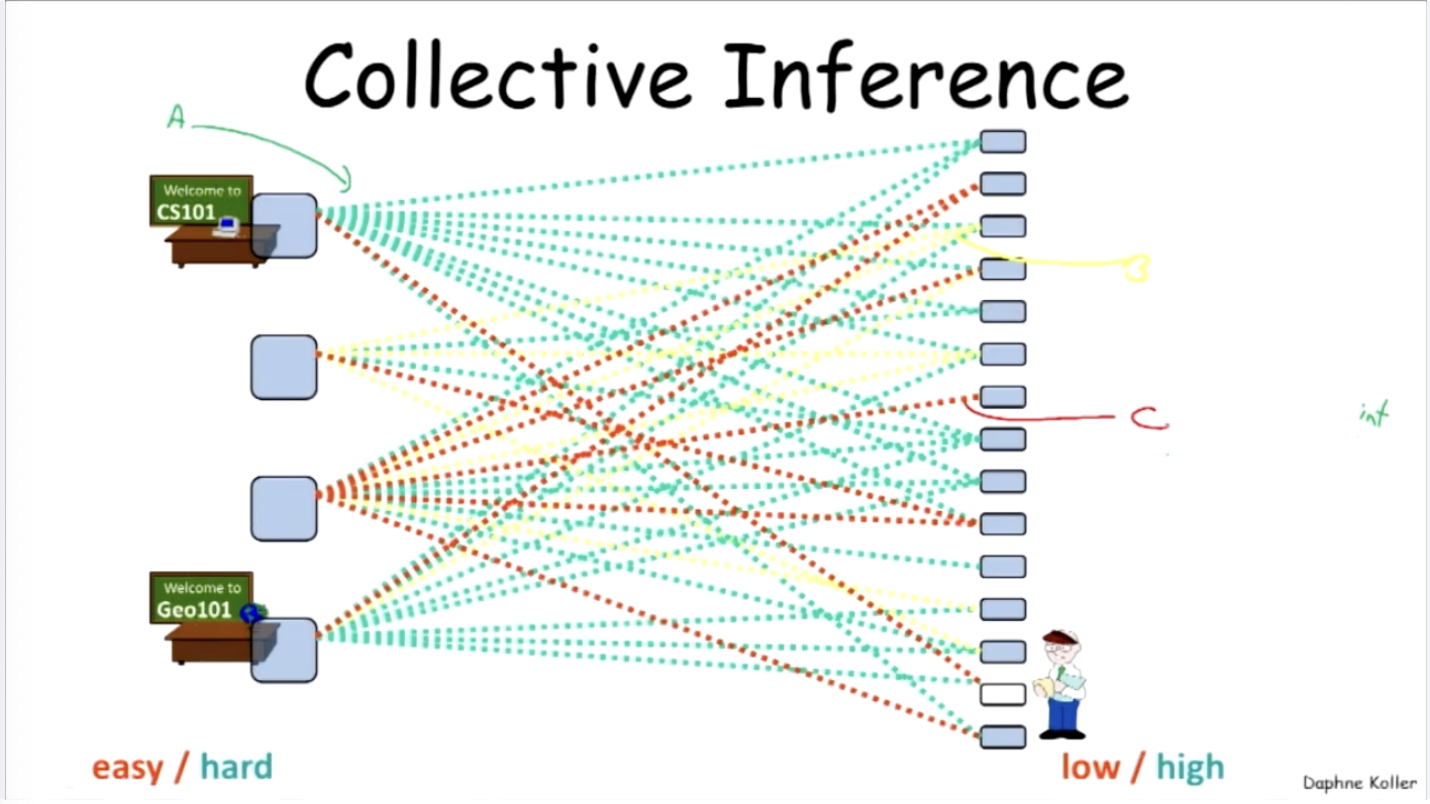 Collective Inference
A
Welcome to
CS101
B
C
int
Welcome to
Geo101
easy / hard
low / high
Daphne Koller